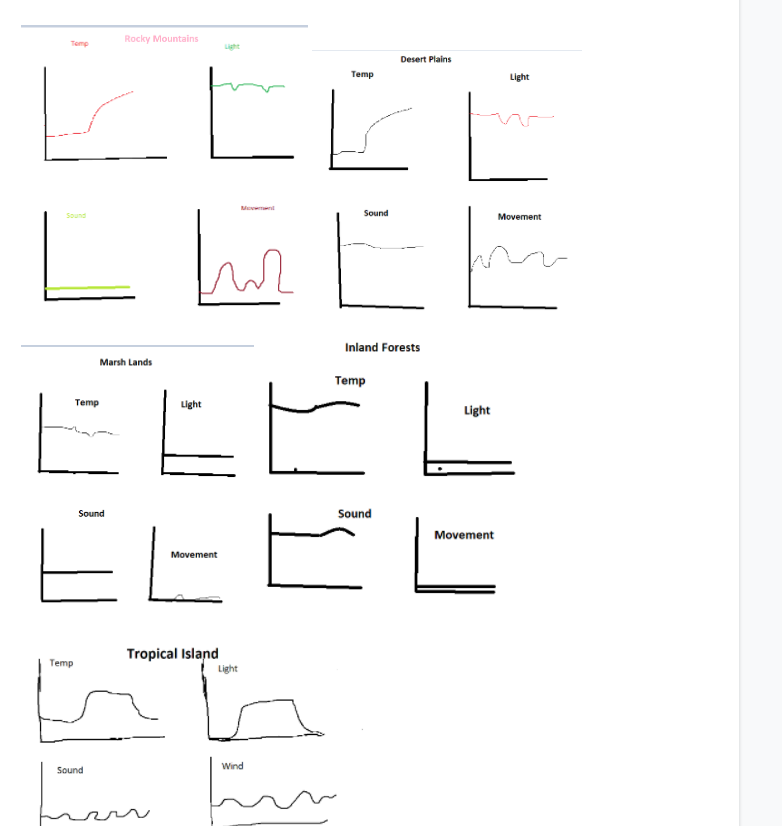 Rocky Mountains
Temp
Light
Sound
Movement
Desert Plains
Temp
Light
Sound
Movement
Marsh Lands
Temp
Light
Sound
Movement
Inland Forests
Temp
Light
Sound
Movement
Tropical Island
Temp
Light
Sound
Wind